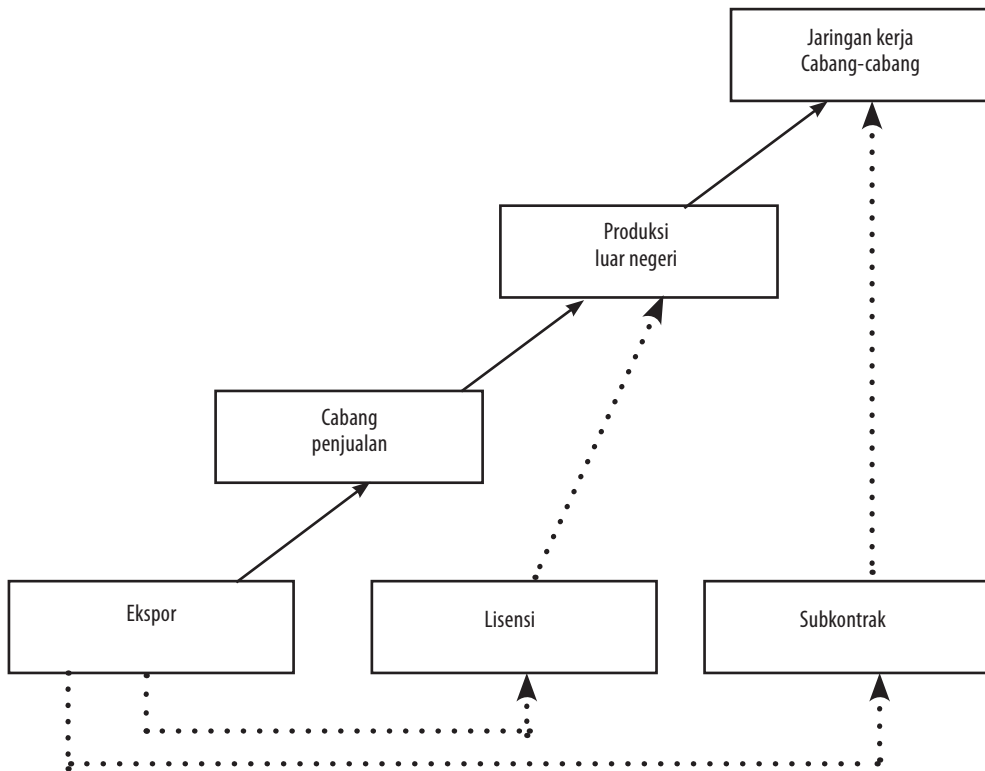 Jaringan kerja
Cabang-cabang
Produksi
luar negeri
Cabang
penjualan
Ekspor
Lisensi
Subkontrak